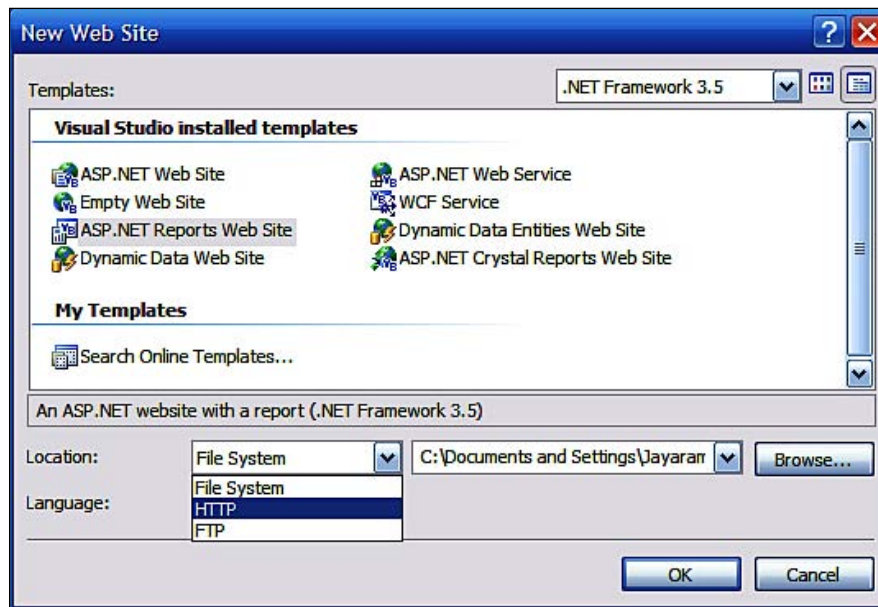 New Web Site
Templates:
.NET Framework 3.5
Visual Studio installed templates
ASP.NET Web Site
ASP.NET Web Service
Empty Web Site
WCF Service
ASP.NET Reports Web Site
Dynamic Data Entities Web Site
Dynamic Data Web Site
ASP.NET Crystal Reports Web Site
My Templates
Search Online Templates...
An ASP.NET website with a report (.NET Framework 3.5)
Location:
File System
C:\Documents and Settings\Jayaram
Browse...
File System
Language:
HTTP
FTP
OK
Cancel